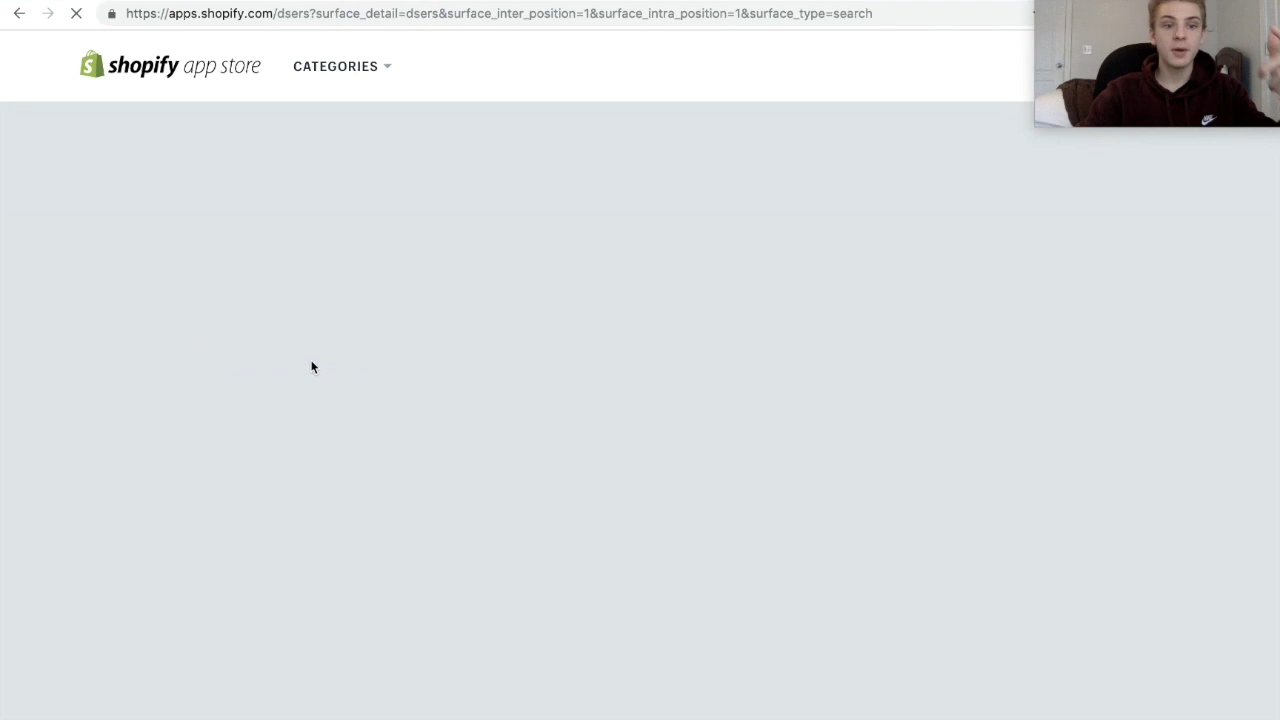 https://apps.shopify.com/dsers?surface_detail=dsers&surface_inter_position=1&surface_intra_position=1&surface_type=search
shopify app store
CATEGORIES